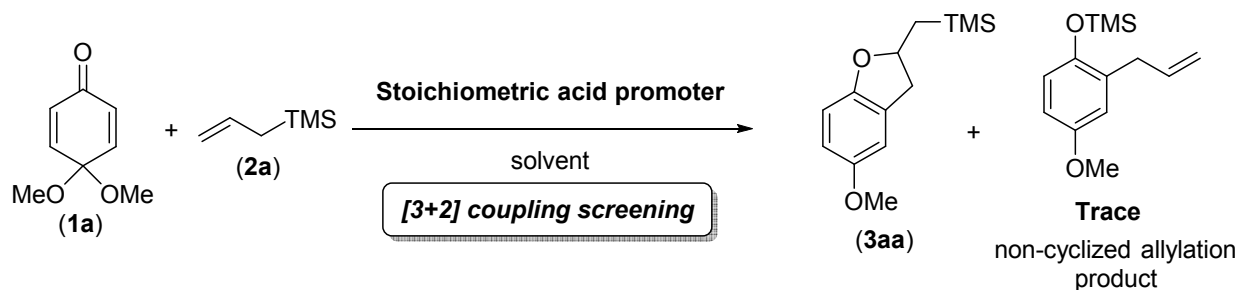 O
MeO OMe
(1a)
+
TMS
(2a)
Stoichiometric acid promoter
solvent
[3+2] coupling screening
TMS
O
OMe
(3aa)
+
OTMS
OMe
Trace
non-cyclized allylation
product